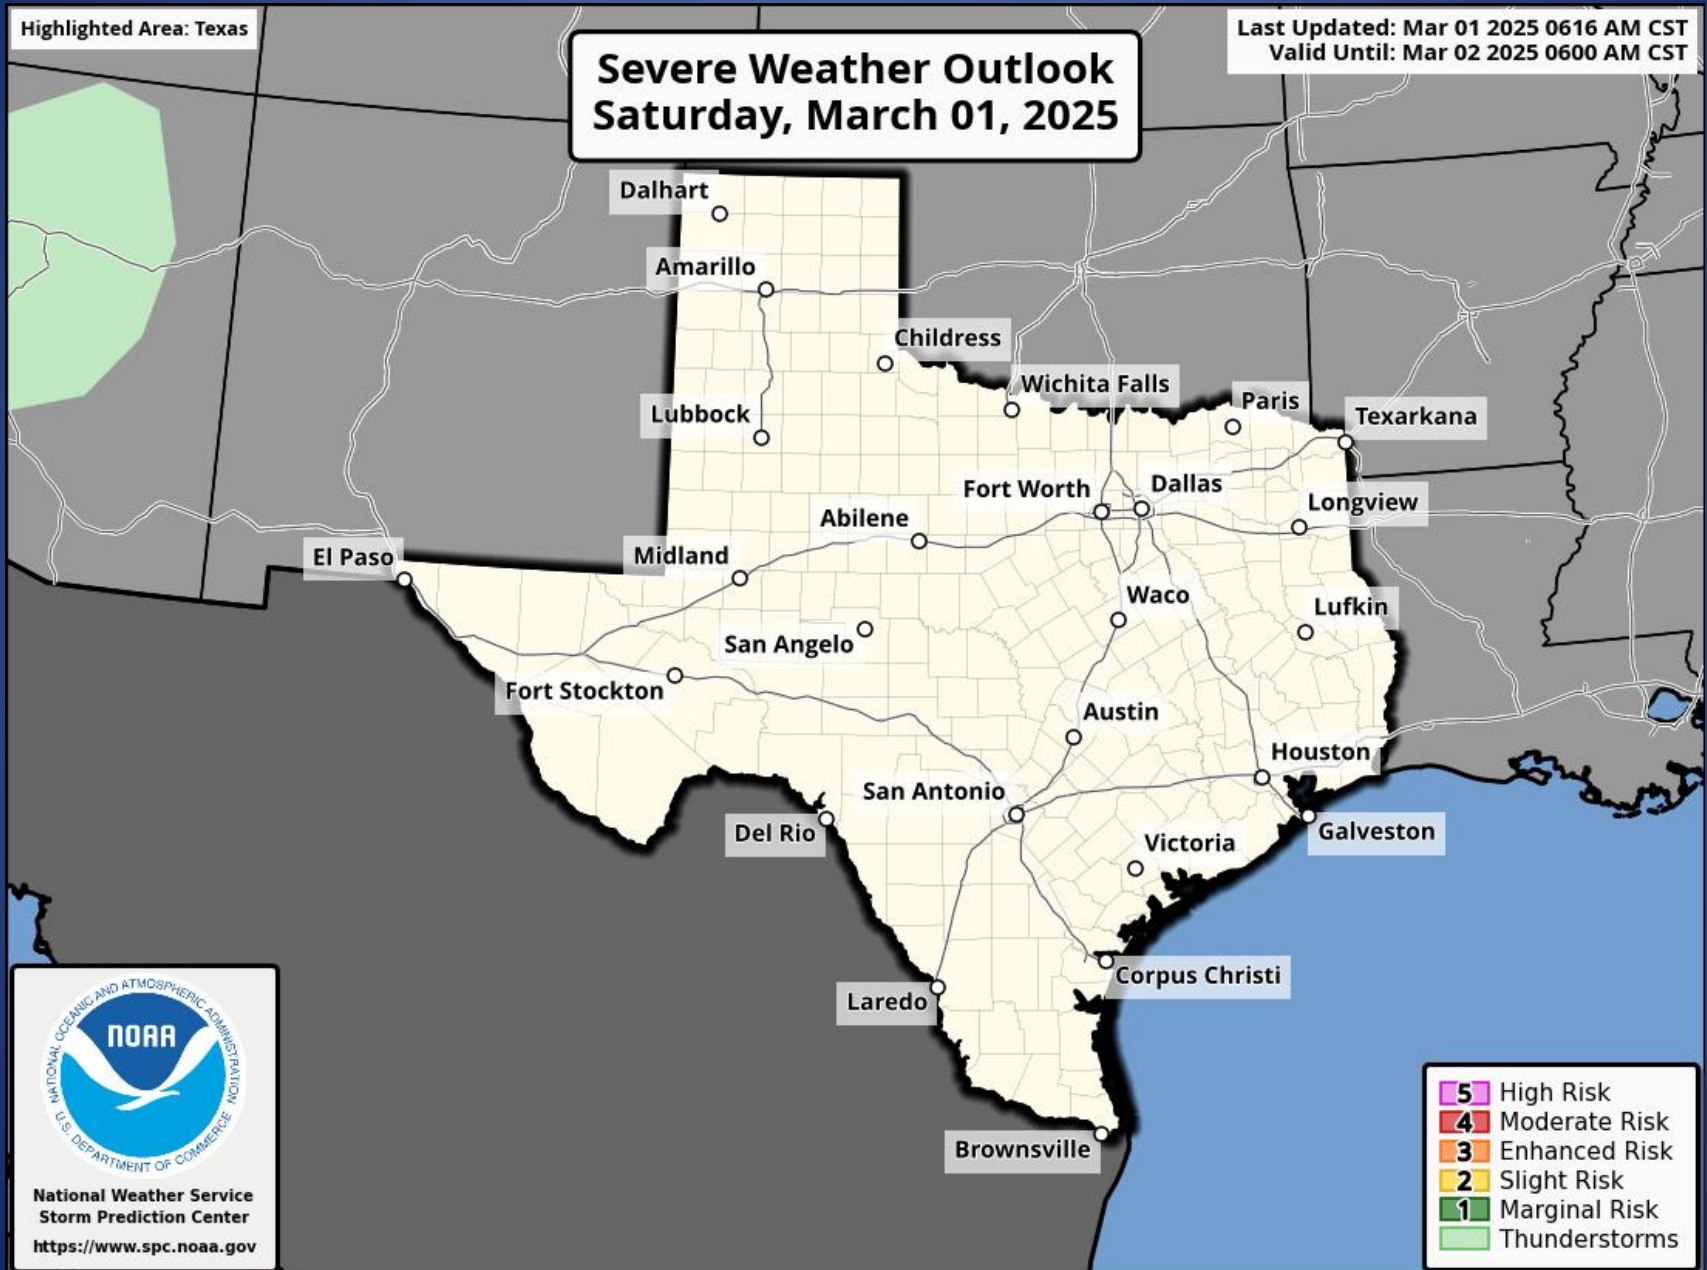 Highlighted Area: Texas
Last Updated: Mar 01 2025 0616 AM CST
Valid Until: Mar 02 2025 0600 AM CST
Severe Weather Outlook
Saturday, March 01, 2025
Dalhart
Amarillo
Childress
Wichita Falls
Paris
Texarkana
Lubbock
Fort Worth
Dallas
Longview
Abilene
El Paso
Midland
Waco
Lufkin
San Angelo
Fort Stockton
Austin
Houston
San Antonio
Del Rio
Galveston
Victoria
Corpus Christi
Laredo
Brownsville
NATIONAL OCEANIC AND ATMOSPHERIC ADMINISTRATION
NOAA
U.S. DEPARTMENT OF COMMERCE
National Weather Service
Storm Prediction Center
https://www.spc.noaa.gov
5 High Risk
4 Moderate Risk
3 Enhanced Risk
2 Slight Risk
1 Marginal Risk
Thunderstorms